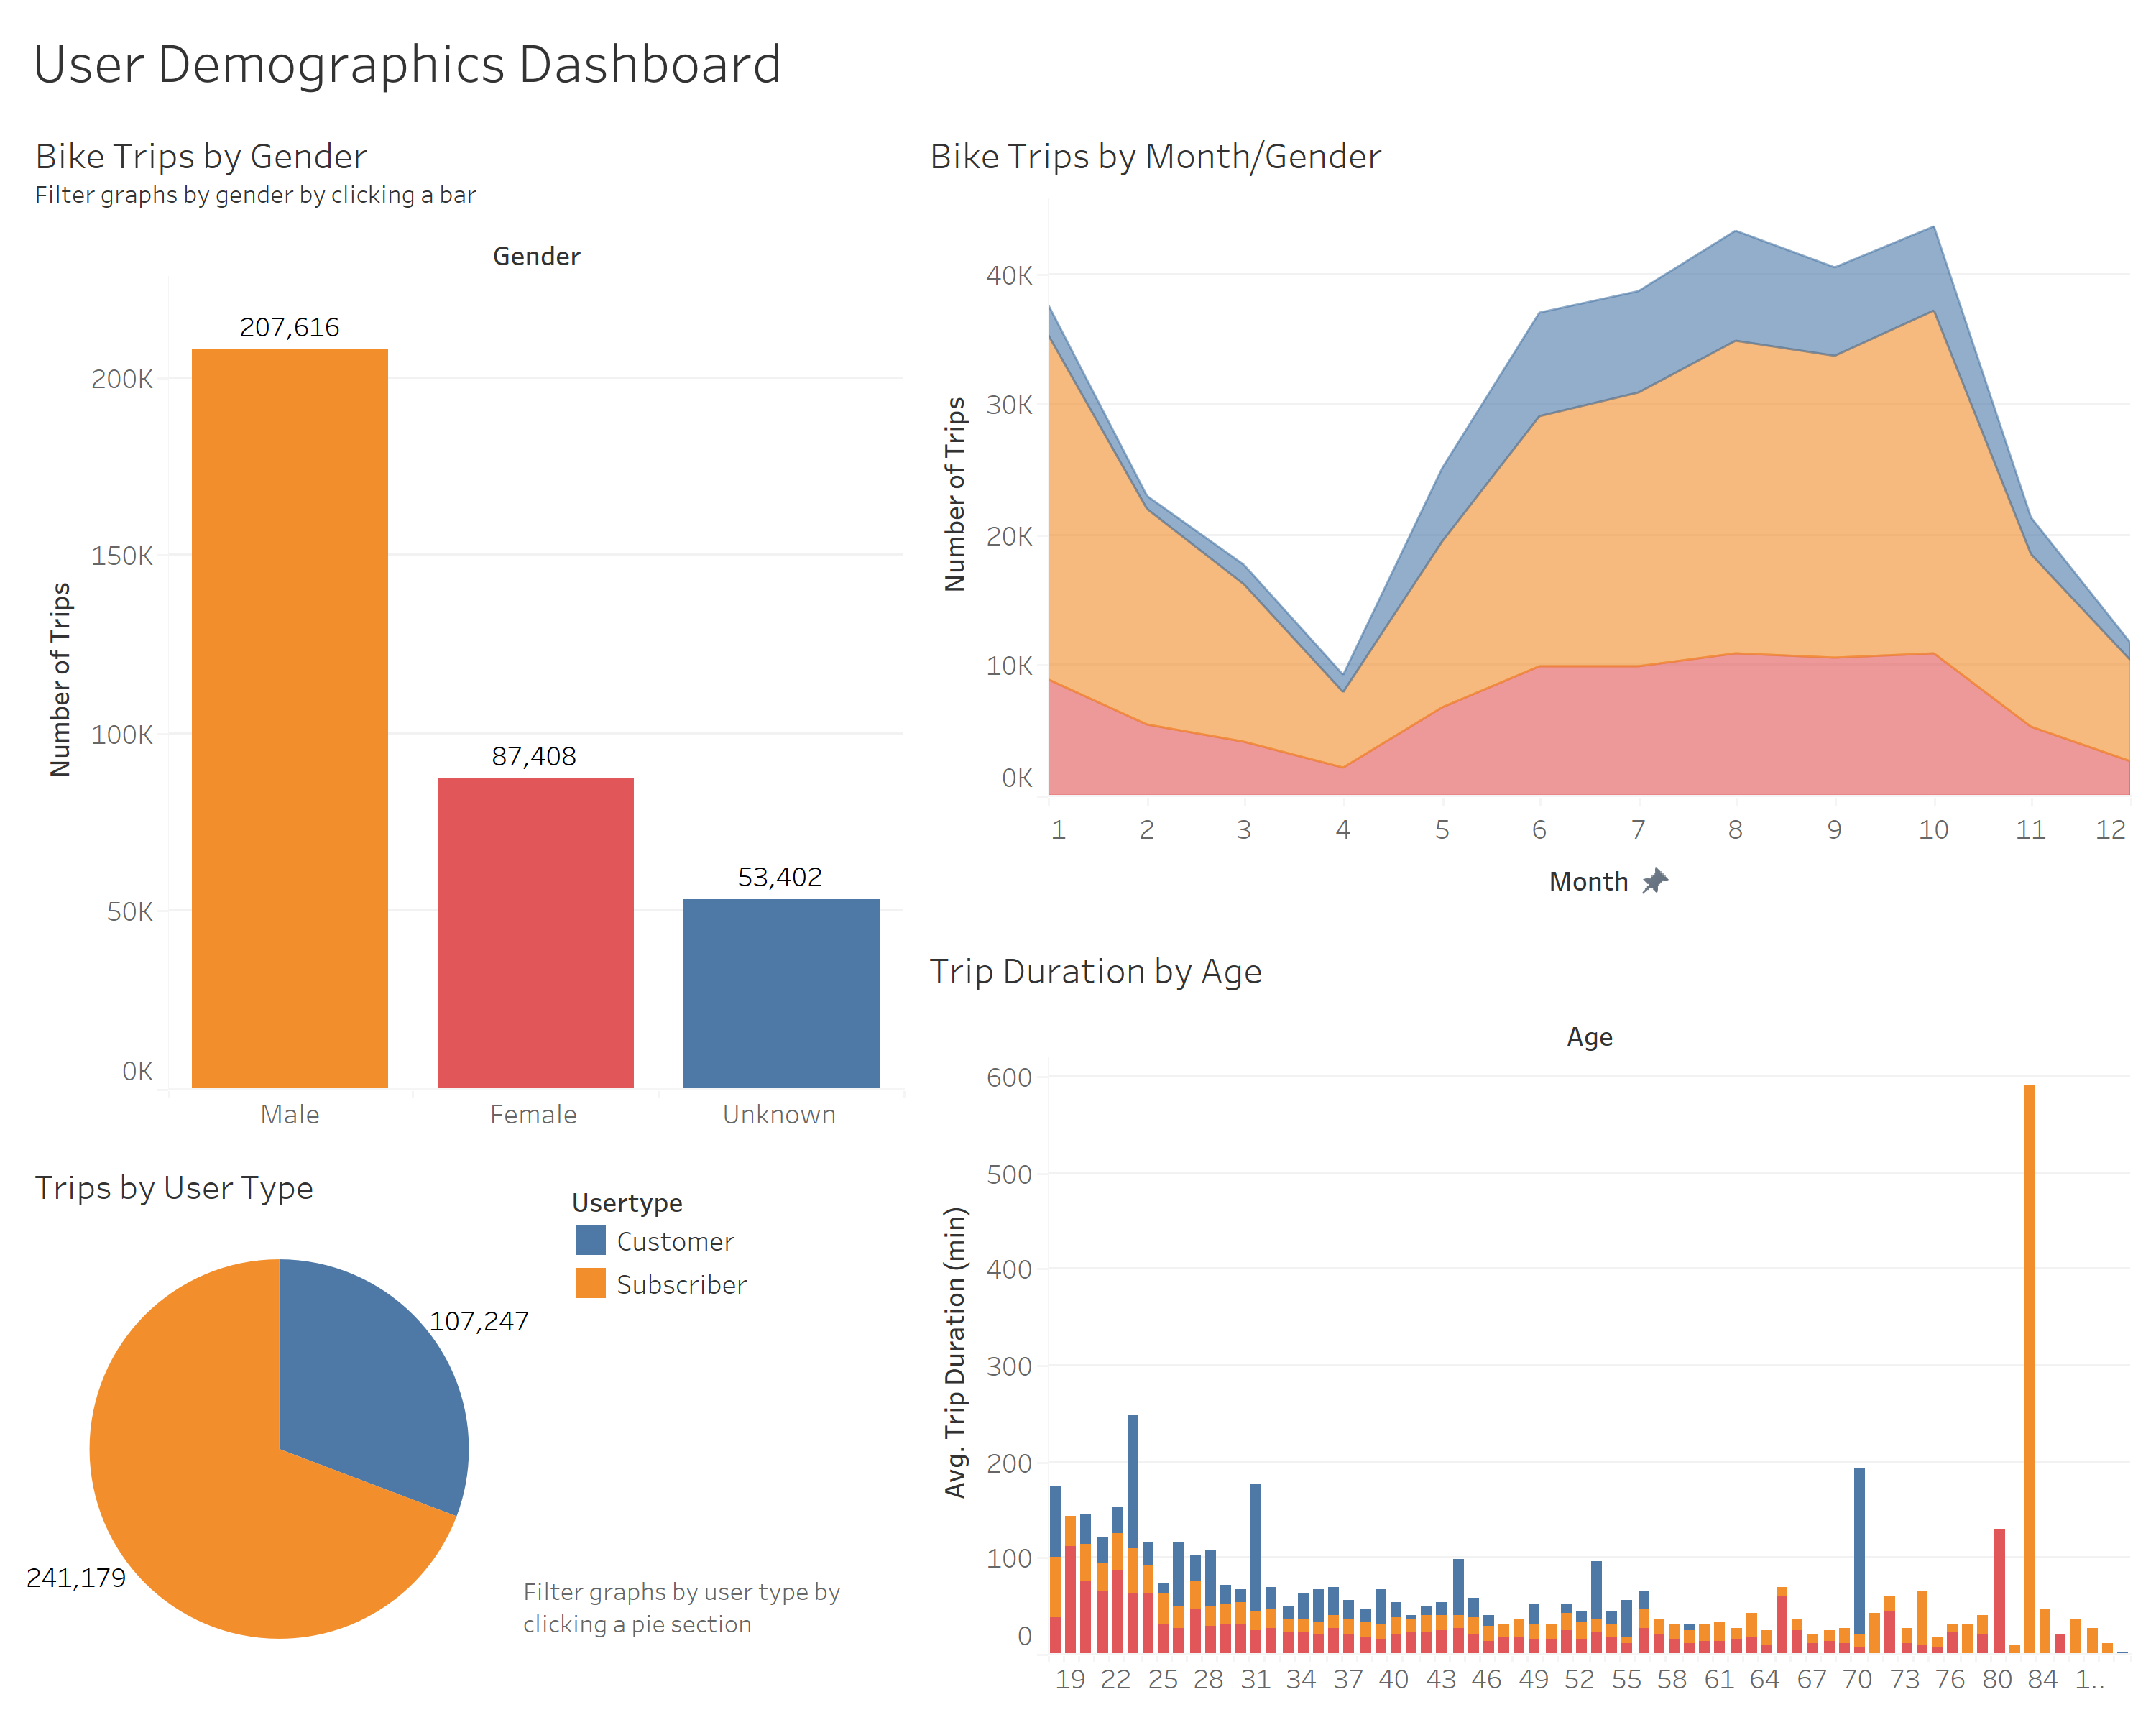 User Demographics Dashboard
Bike Trips by Gender
Filter graphs by gender by clicking a bar
Gender
Number of Trips
200K
150K
100K
50K
0K
207,616
87,408
53,402
Male Female Unknown
Bike Trips by Month/Gender
Number of Trips
40K
30K
20K
10K
0K
1 2 3 4 5 6 7 8 9 10 11 12
Month
Trips by User Type
Usertype
Customer
Subscriber
107,247
241,179
Filter graphs by user type by
clicking a pie section
Trip Duration by Age
Age
Avg. Trip Duration (min)
600
500
400
300
200
100
0
19 22 25 28 31 34 37 40 43 46 49 52 55 58 61 64 67 70 73 76 80 84 1..